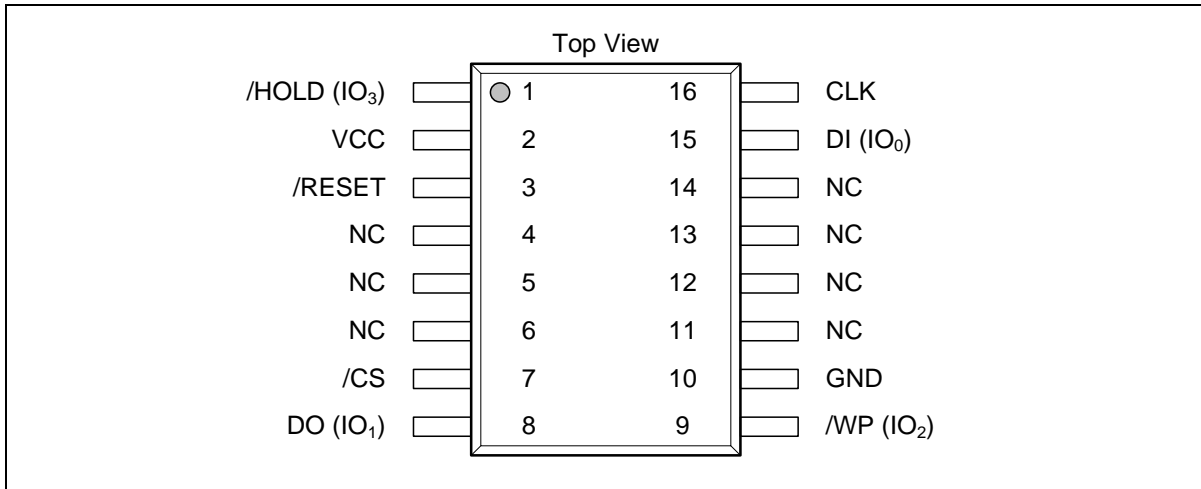 Top View
/HOLD (IO₃) 1 16 CLK
VCC 2 15 DI (IO₀)
/RESET 3 14 NC
NC 4 13 NC
NC 5 12 NC
NC 6 11 NC
/CS 7 10 GND
DO (IO₁) 8 9 /WP (IO₂)